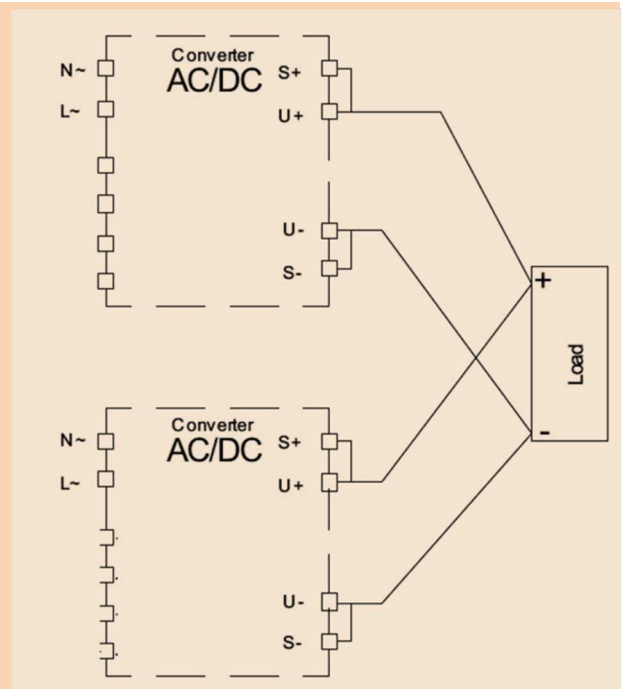 Converter
AC/DC
N~
S+
L~
U+
U-
S-
+
Load
-
Converter
AC/DC
N~
S+
L~
U+
U-
S-